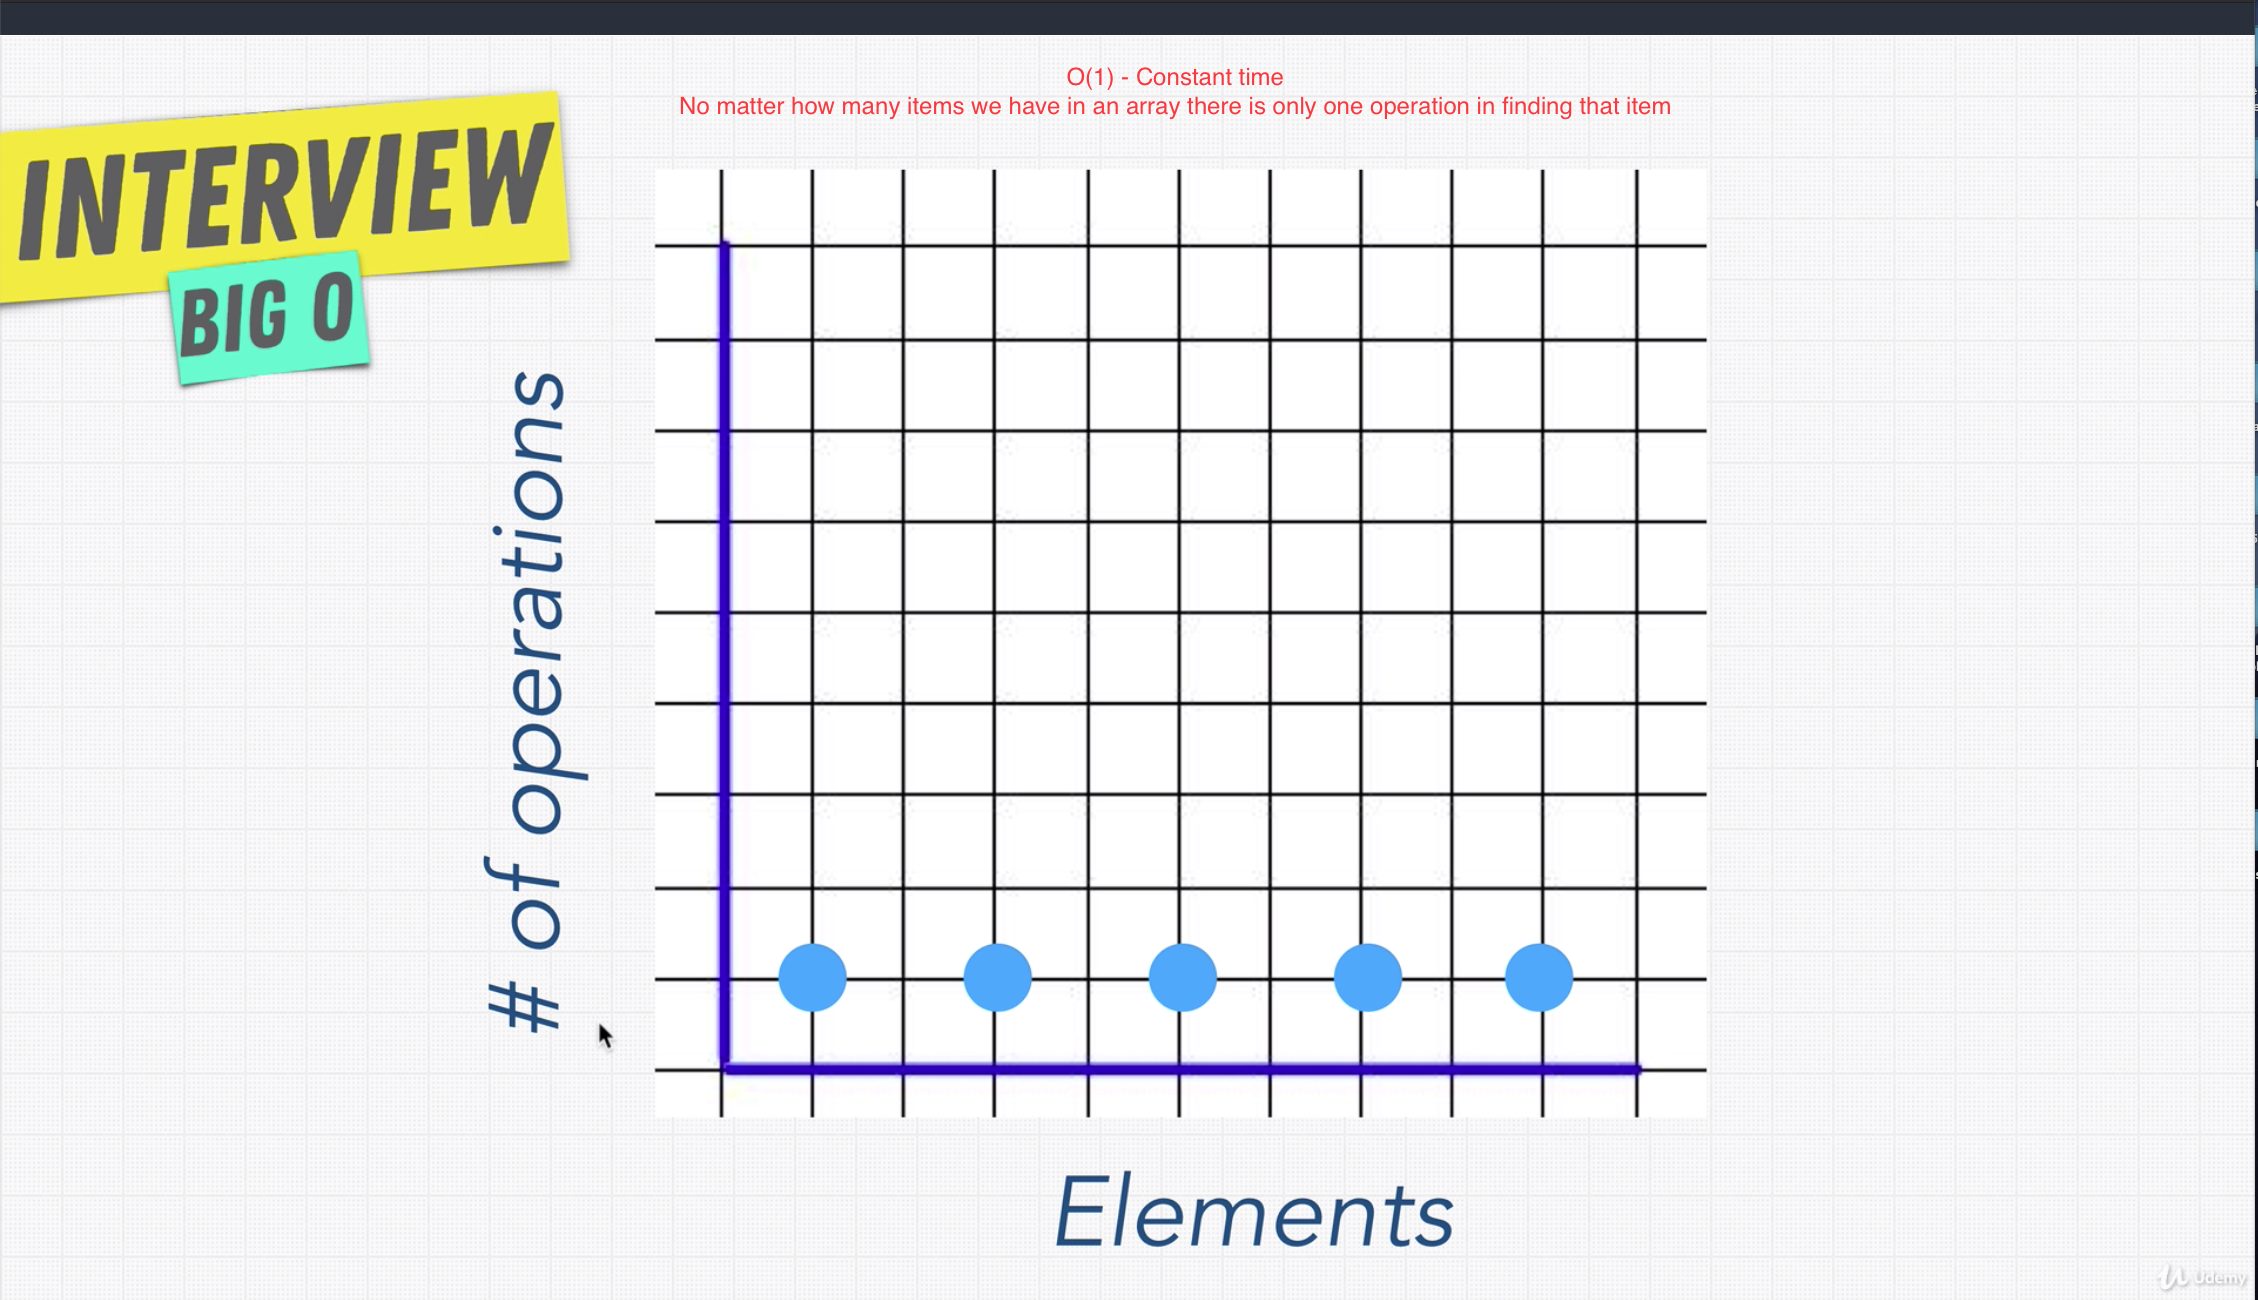 O(1) - Constant time
No matter how many items we have in an array there is only one operation in finding that item
INTERVIEW
BIG O
# of operations
Elements
Udemy